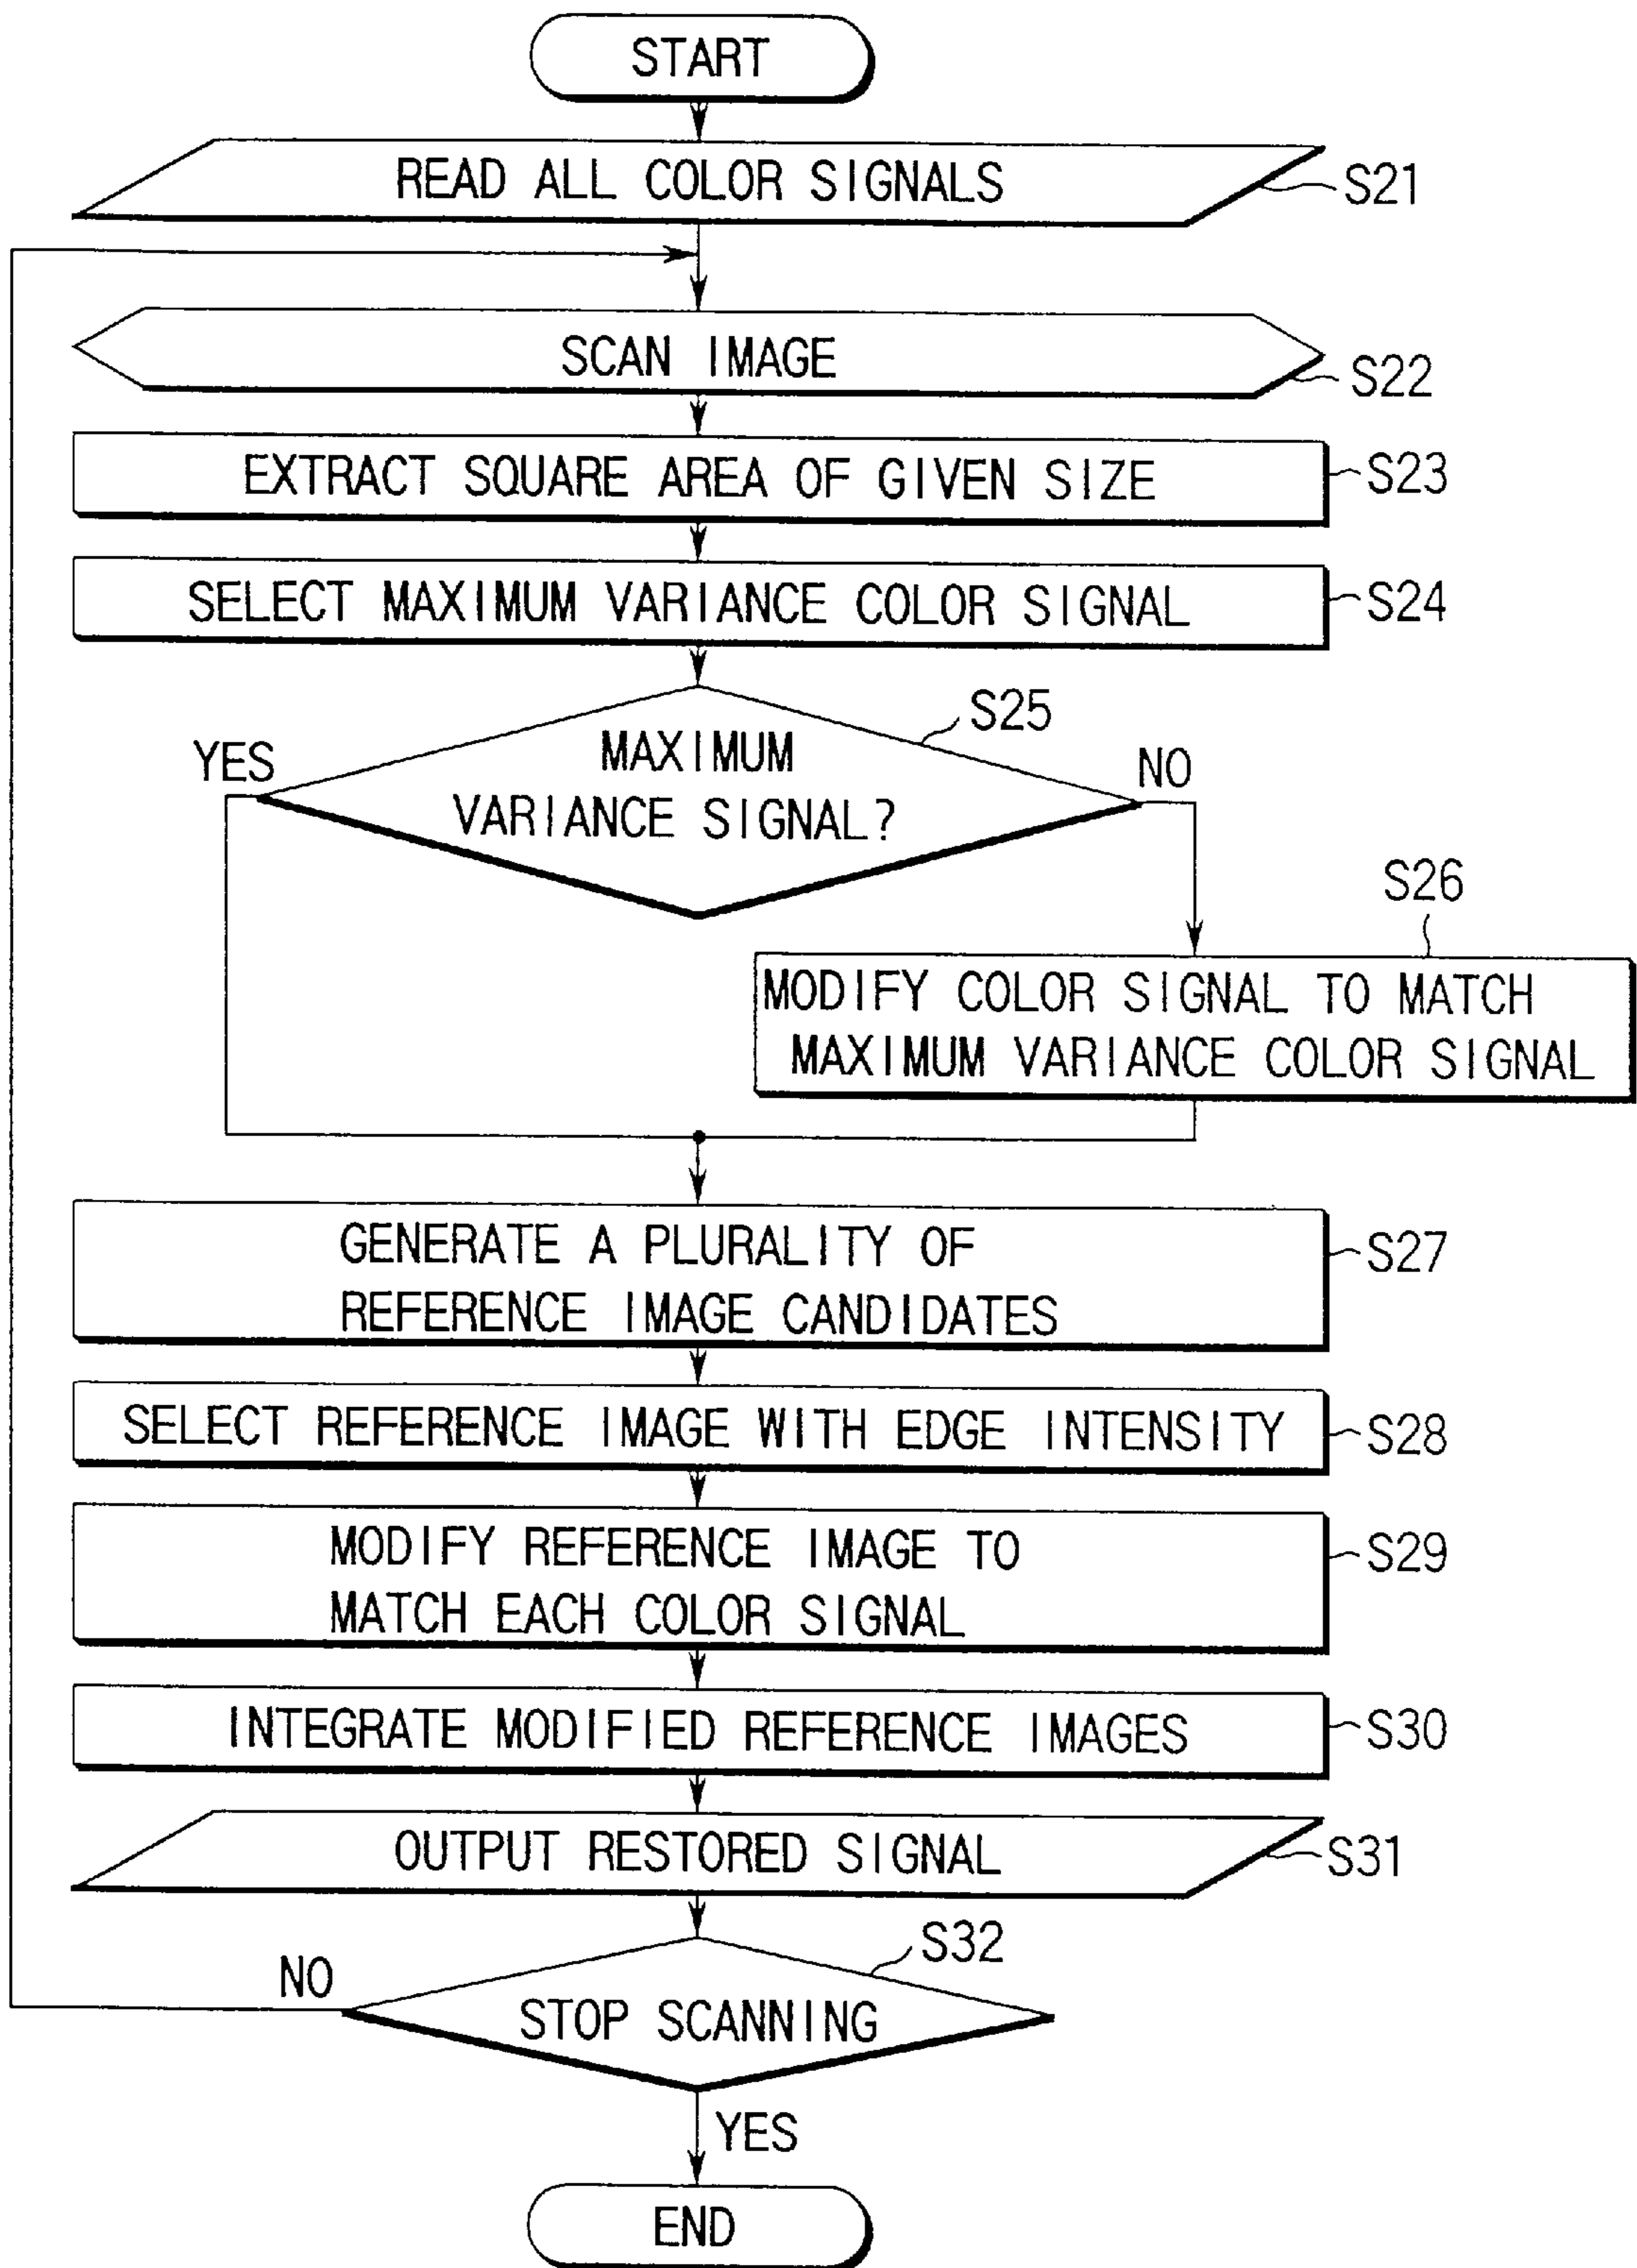 START
READ ALL COLOR SIGNALS
S21
SCAN IMAGE
S22
EXTRACT SQUARE AREA OF GIVEN SIZE
S23
SELECT MAXIMUM VARIANCE COLOR SIGNAL
S24
S25
YES
MAXIMUM
VARIANCE SIGNAL?
NO
S26
MODIFY COLOR SIGNAL TO MATCH
MAXIMUM VARIANCE COLOR SIGNAL
GENERATE A PLURALITY OF
REFERENCE IMAGE CANDIDATES
S27
SELECT REFERENCE IMAGE WITH EDGE INTENSITY
S28
MODIFY REFERENCE IMAGE TO
MATCH EACH COLOR SIGNAL
S29
INTEGRATE MODIFIED REFERENCE IMAGES
S30
OUTPUT RESTORED SIGNAL
S31
S32
NO
STOP SCANNING
YES
END